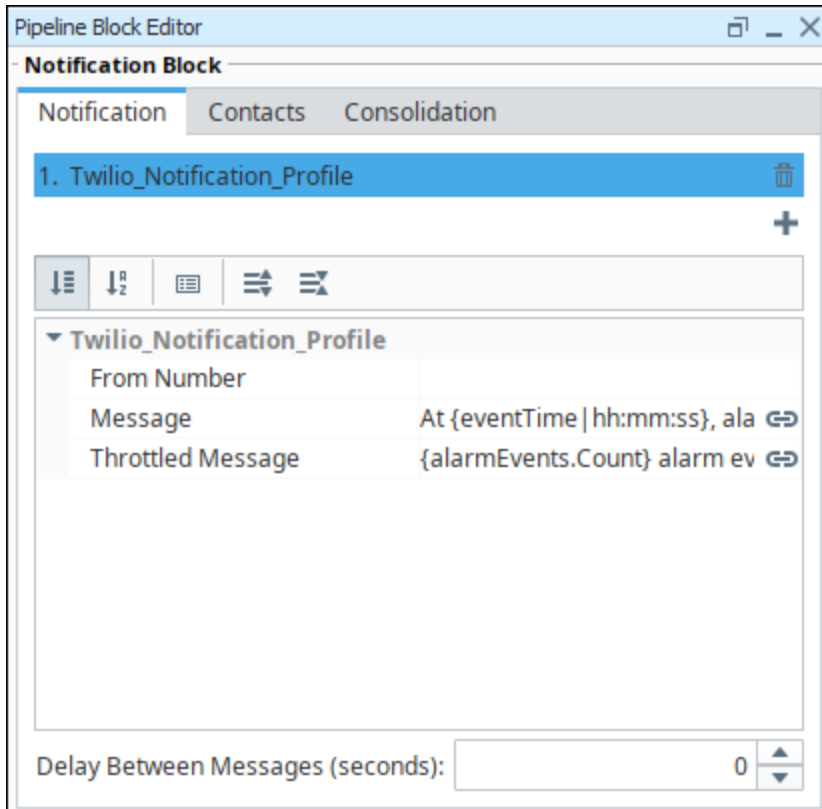 Pipeline Block Editor
Notification Block
Notification Contacts Consolidation
1. Twilio_Notification_Profile
Twilio_Notification_Profile
From Number
Message At {eventTime|hh:mm:ss}, ala
Throttled Message {alarmEvents.Count} alarm ev
Delay Between Messages (seconds): 0